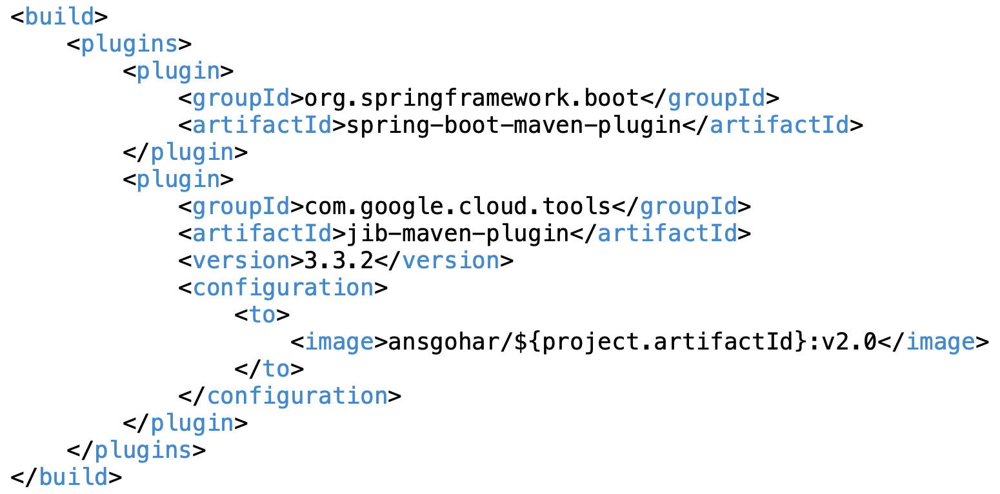 <build>
    <plugins>
        <plugin>
            <groupId>org.springframework.boot</groupId>
            <artifactId>spring-boot-maven-plugin</artifactId>
        </plugin>
        <plugin>
            <groupId>com.google.cloud.tools</groupId>
            <artifactId>jib-maven-plugin</artifactId>
            <version>3.3.2</version>
            <configuration>
                <to>
                    <image>ansgohar/${project.artifactId}:v2.0</image>
                </to>
            </configuration>
        </plugin>
    </plugins>
</build>